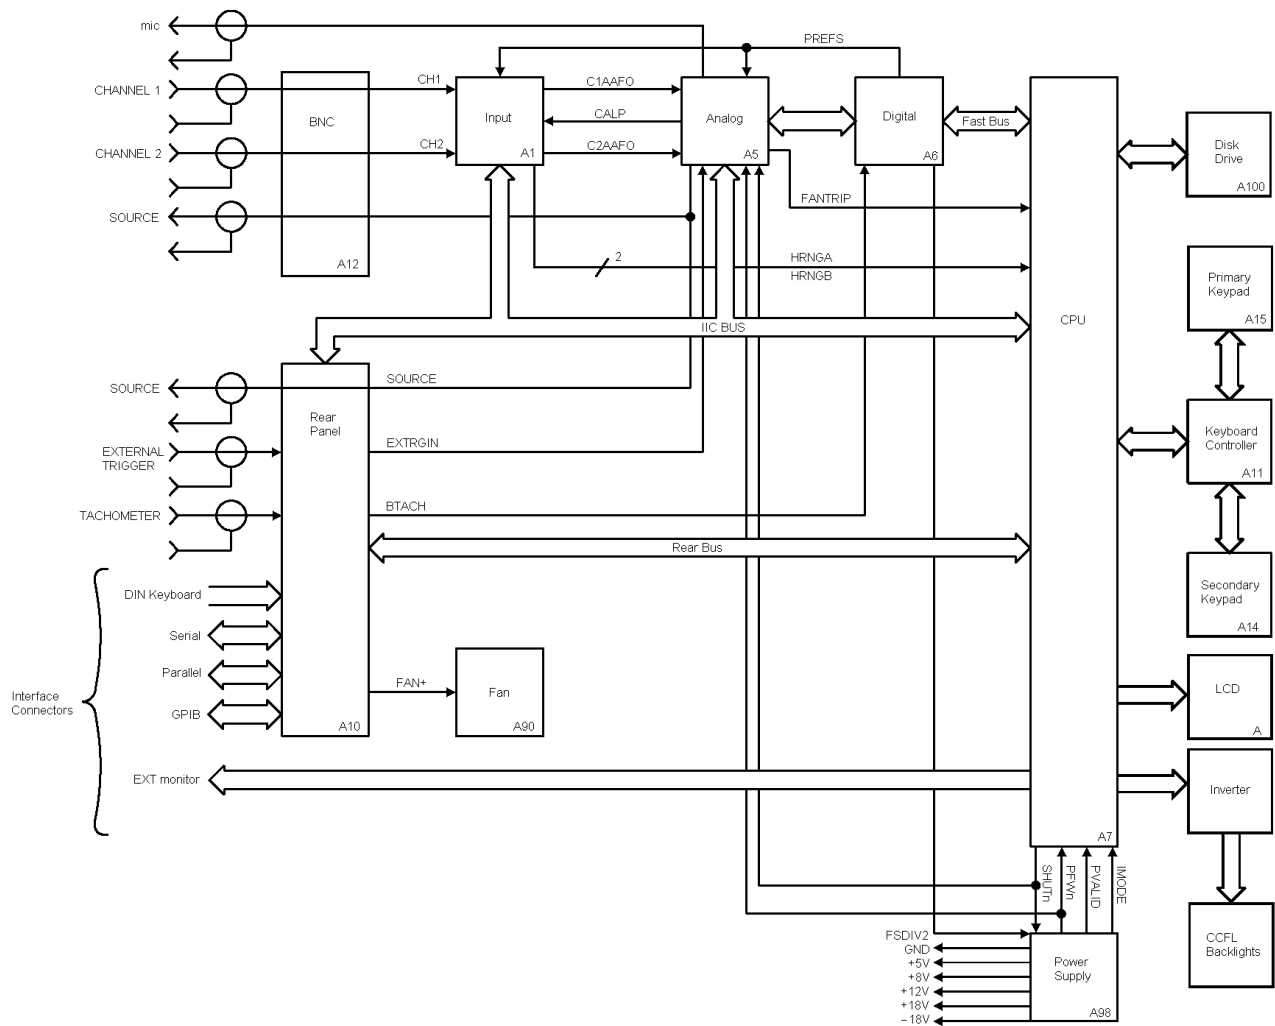 mic
PREFS
CHANNEL 1
CH1
C1AAFO
BNC
Input
CALP
Analog
Digital
Fast Bus
Disk
Drive
A100
CHANNEL 2
CH2
C2AAFO
A1
A5
A6
FANTRIP
SOURCE
A12
2
HRNGA
HRNGB
Primary
Keypad
A15
IIC BUS
CPU
SOURCE
SOURCE
Rear
Panel
EXTERNAL
TRIGGER
EXTRGIN
Keyboard
Controller
A11
TACHOMETER
BTACH
Rear Bus
Secondary
Keypad
A14
DIN Keyboard
Serial
Parallel
GPIB
Interface
Connectors
FAN+
Fan
A10
A90
LCD
A
EXT monitor
Inverter
A7
SHUTn
PFWn
PVALID
IMODE
CCFL
Backlights
FSDIV2
GND
+5V
+8V
+12V
+18V
–18V
Power
Supply
A98